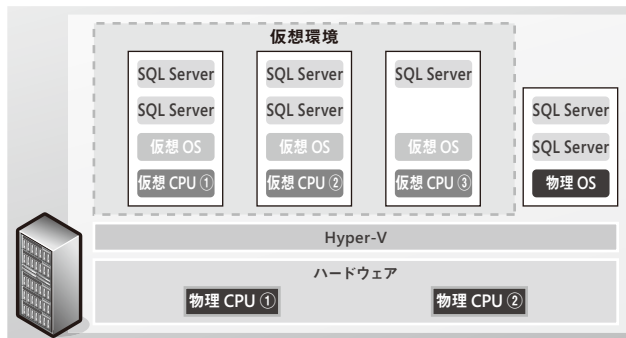 仮想環境
SQL Server
SQL Server
仮想 OS
仮想 CPU ①
SQL Server
SQL Server
仮想 OS
仮想 CPU ②
SQL Server
仮想 OS
仮想 CPU ③
SQL Server
SQL Server
物理 OS
Hyper-V
ハードウェア
物理 CPU ①
物理 CPU ②